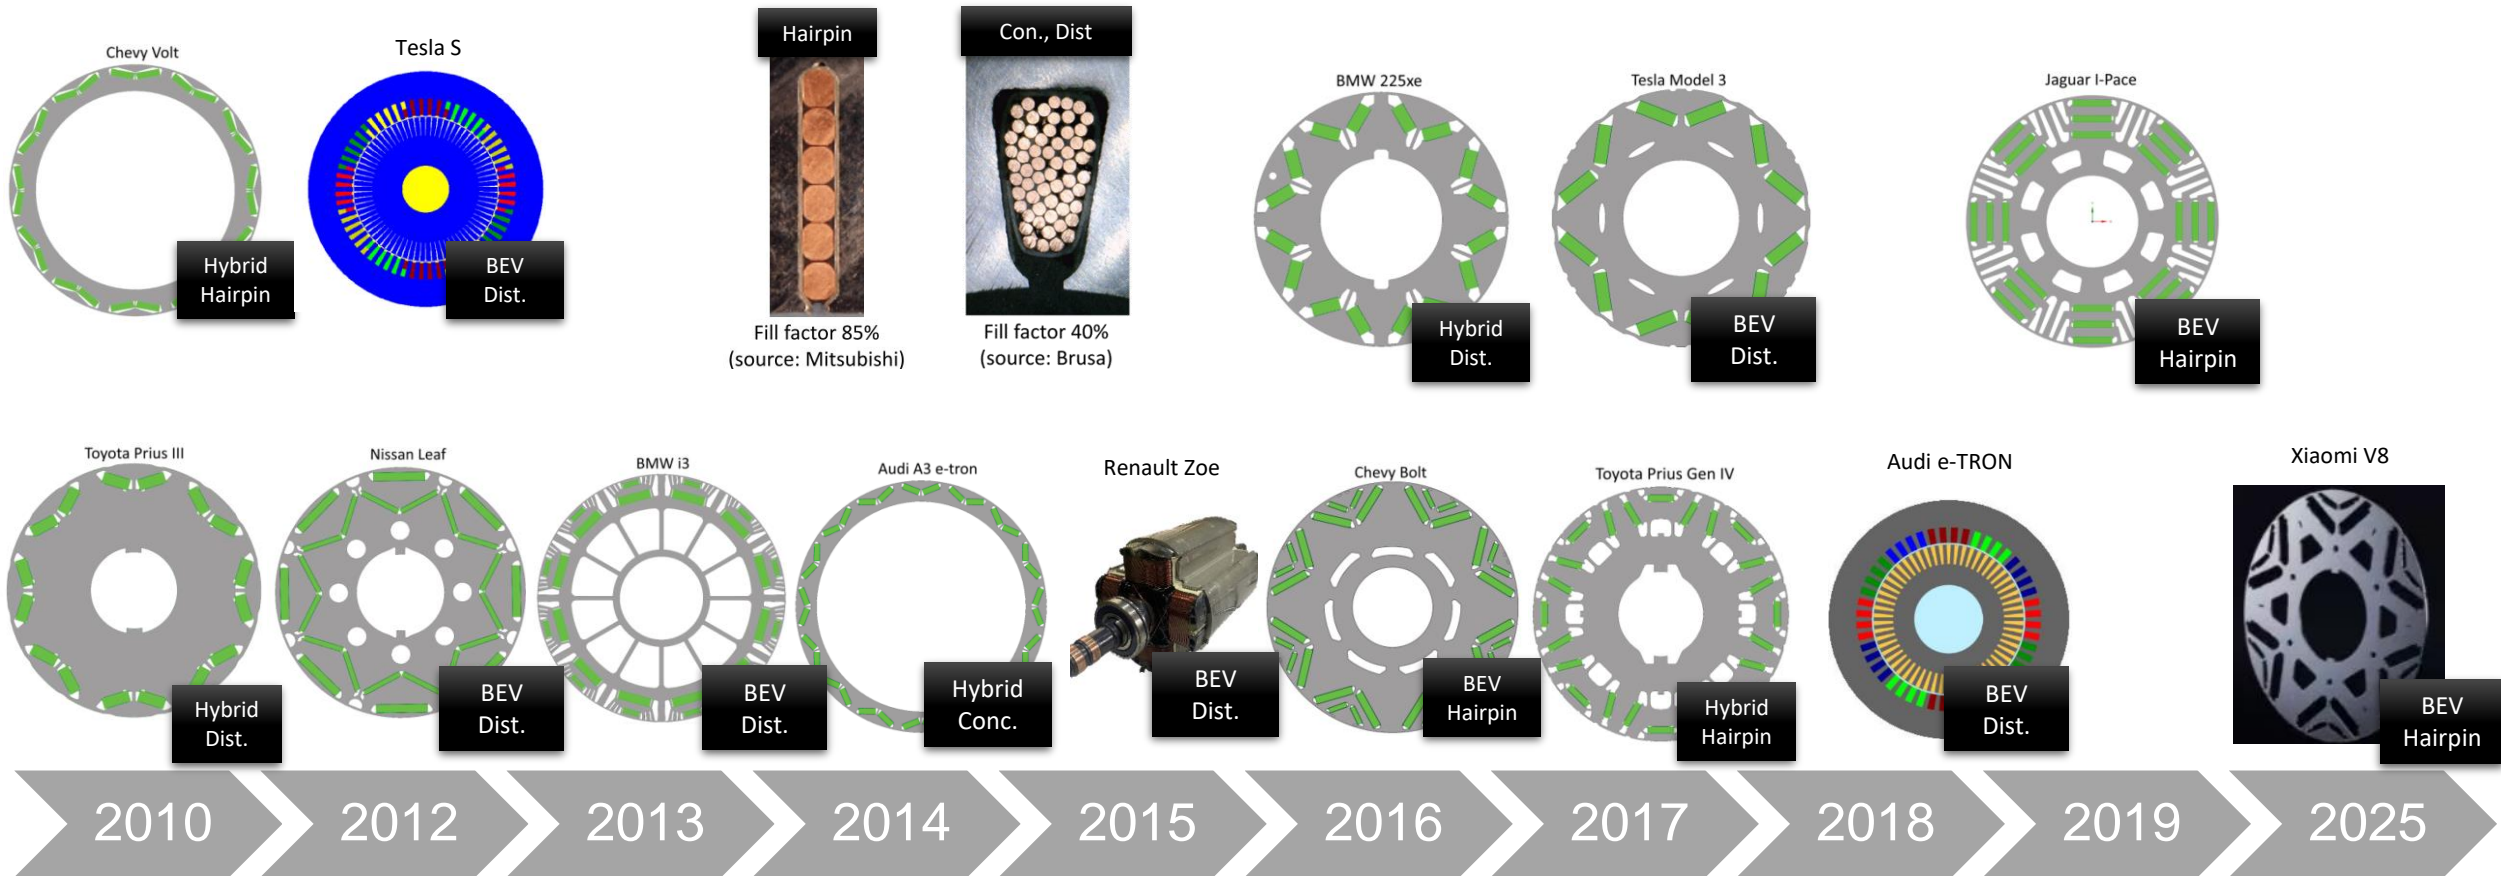 Chevy Volt
Hybrid
Hairpin
Tesla S
BEV
Dist.
Hairpin
Fill factor 85%
(source: Mitsubishi)
Con., Dist
Fill factor 40%
(source: Brusa)
BMW 225xe
Hybrid
Dist.
Tesla Model 3
BEV
Dist.
Jaguar I-Pace
BEV
Hairpin
Toyota Prius III
Hybrid
Dist.
Nissan Leaf
BEV
Dist.
BMW i3
BEV
Dist.
Audi A3 e-tron
Hybrid
Conc.
Renault Zoe
BEV
Dist.
Chevy Bolt
BEV
Hairpin
Toyota Prius Gen IV
Hybrid
Hairpin
Audi e-TRON
BEV
Dist.
Xiaomi V8
BEV
Hairpin
2010
2012
2013
2014
2015
2016
2017
2018
2019
2025